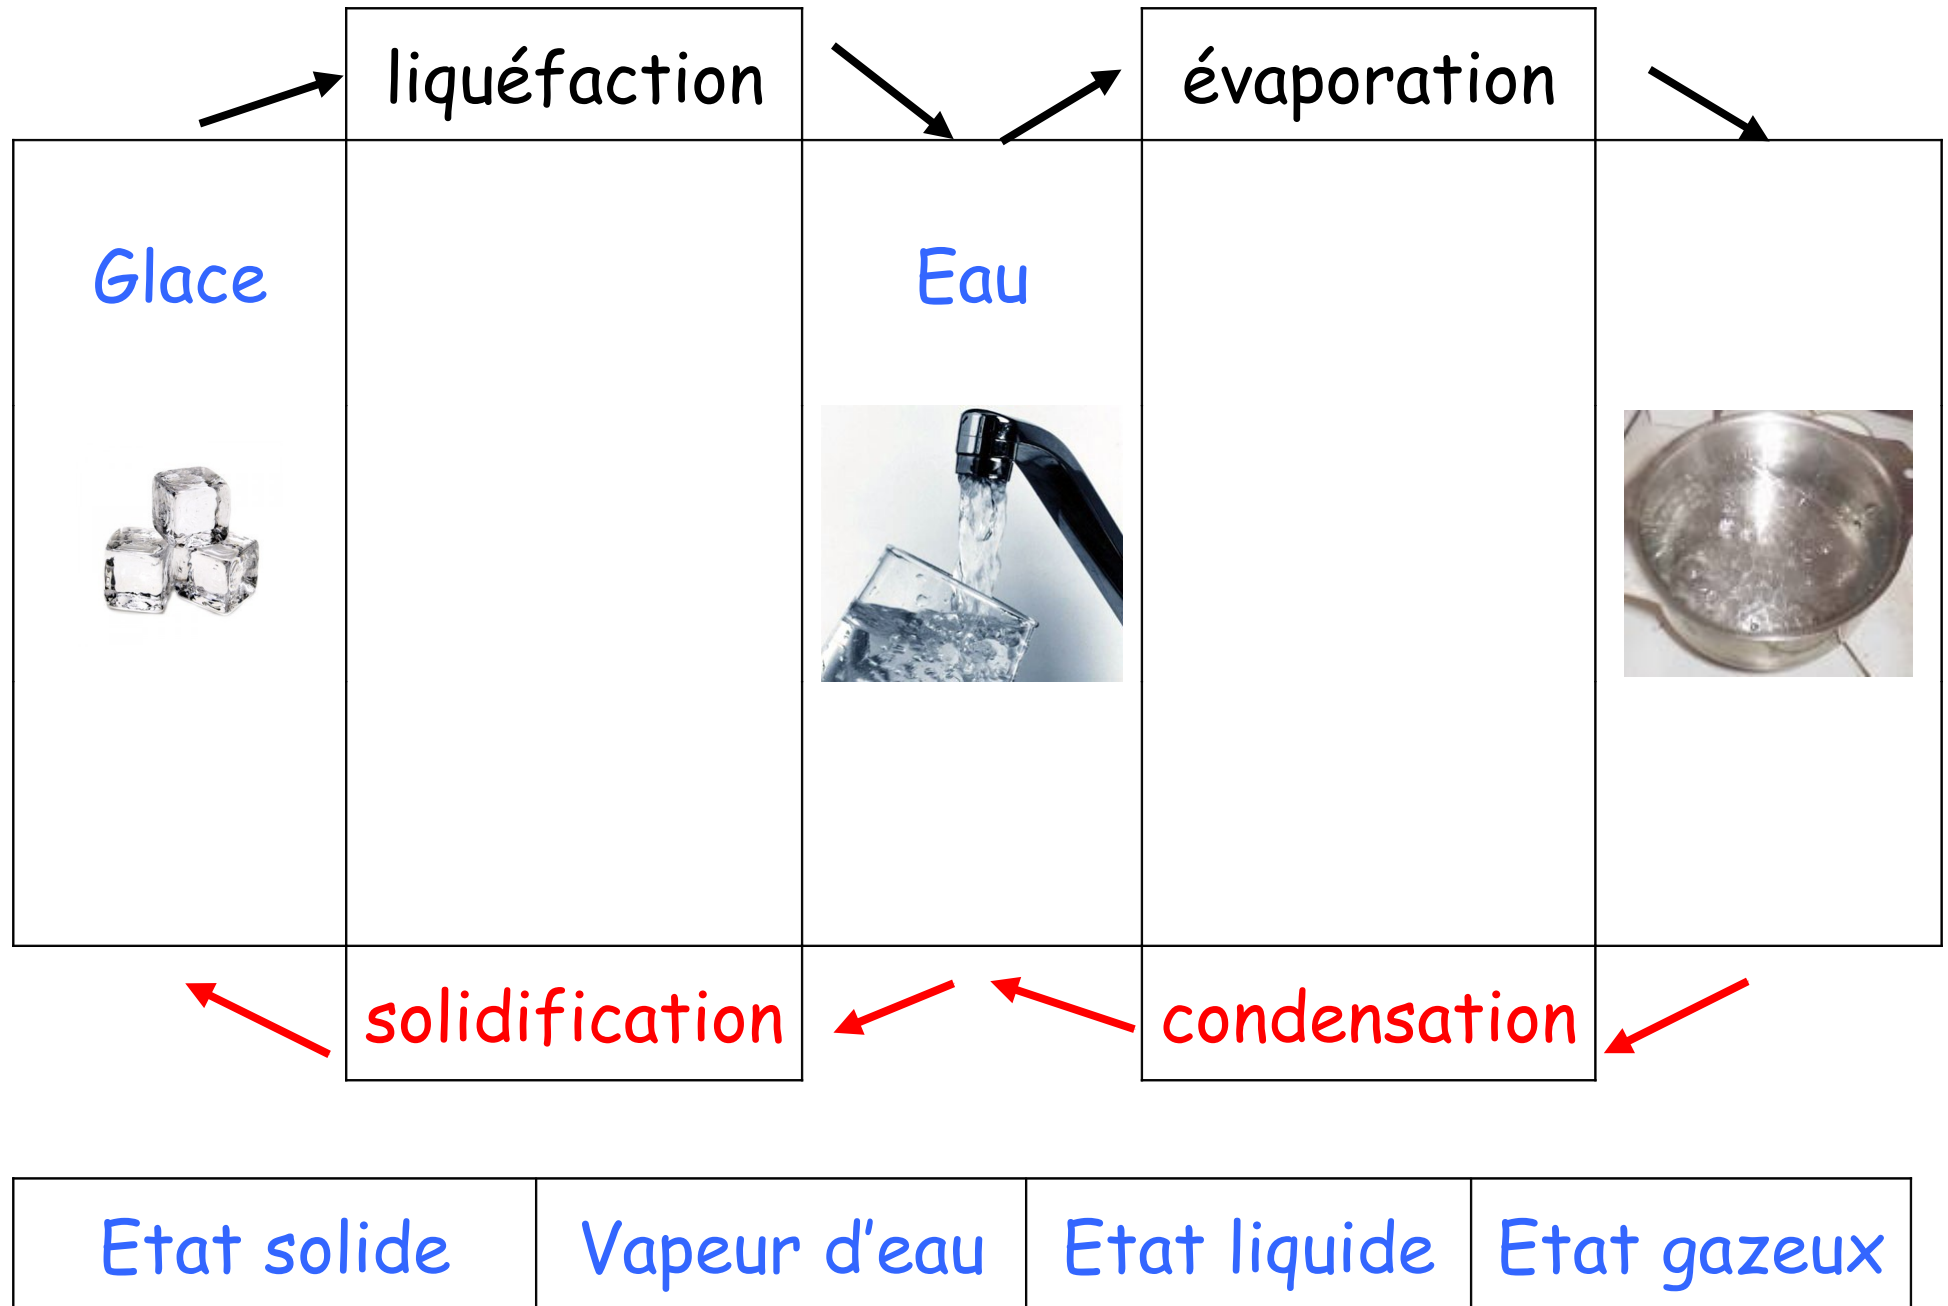 liquéfaction évaporation
Glace Eau
solidification condensation
Etat solide Vapeur d’eau Etat liquide Etat gazeux